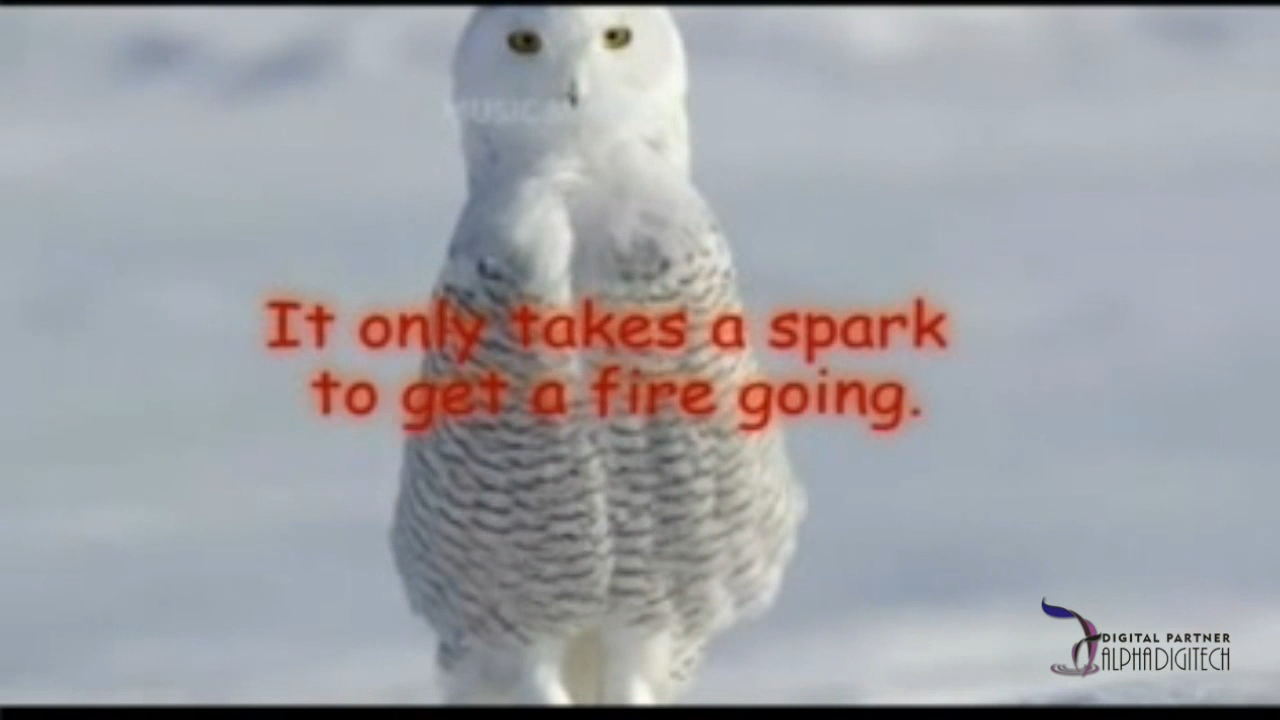 It only takes a spark
to get a fire going.
DIGITAL PARTNER
ALPHADIGITECH